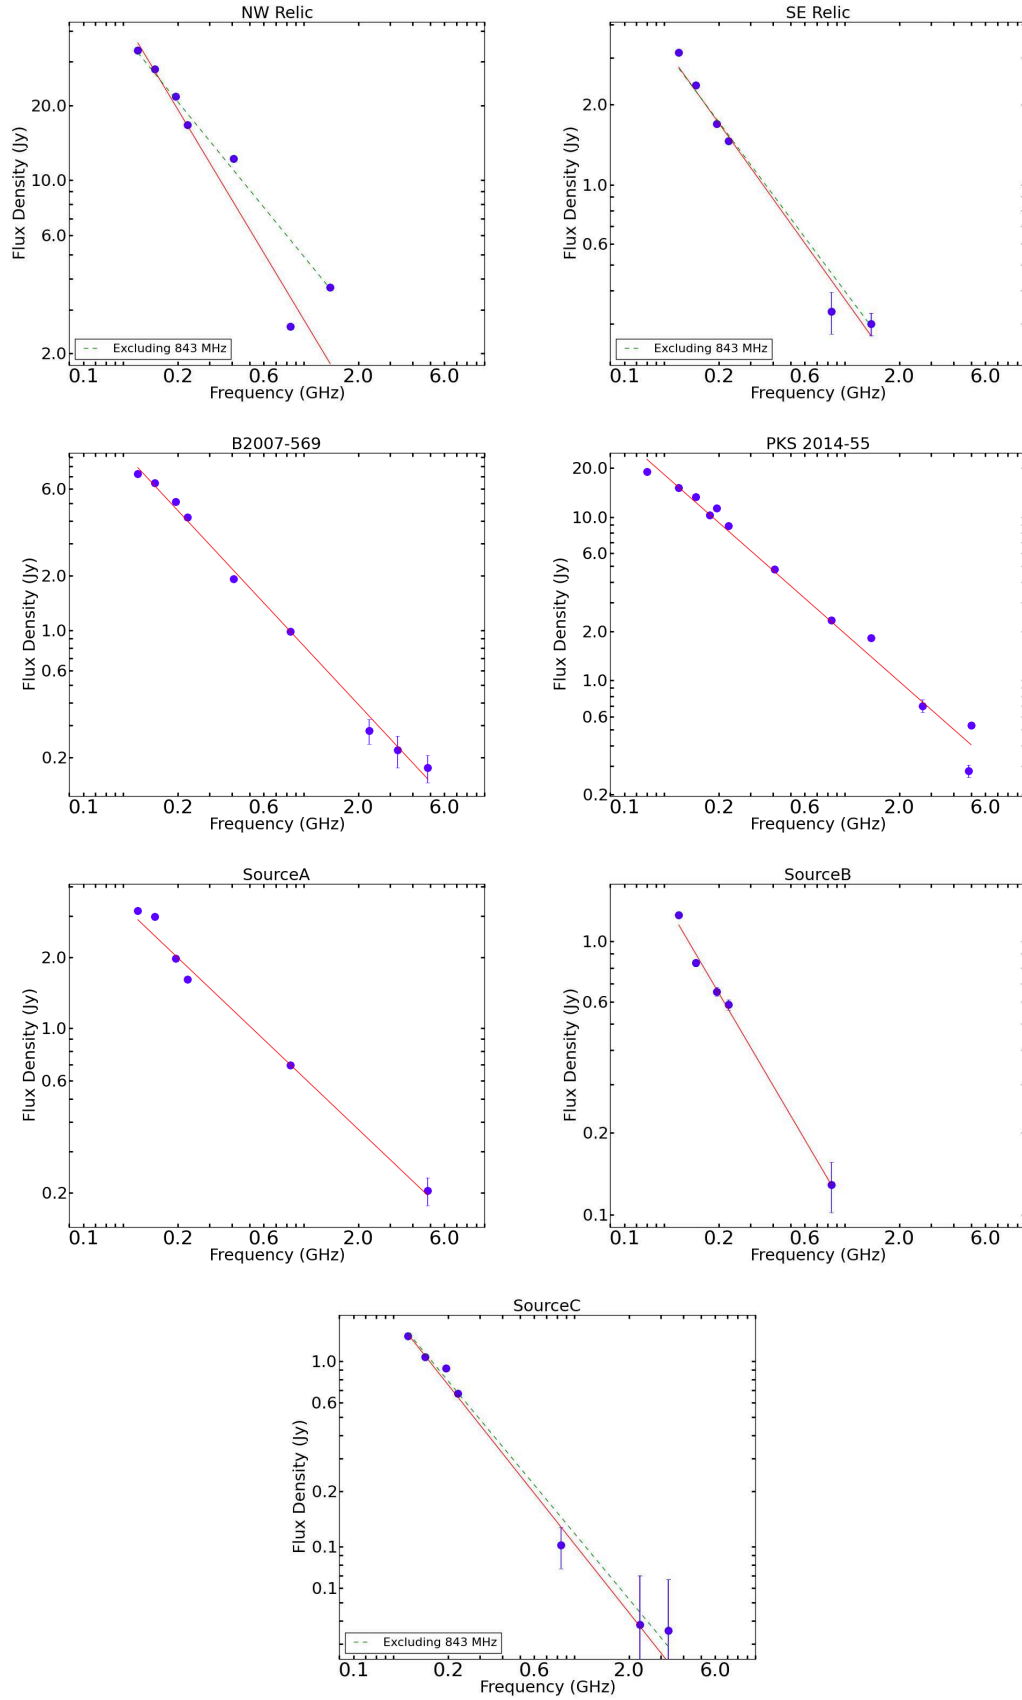 NW Relic
SE Relic
Flux Density (Jy)
20.0
10.0
6.0
2.0
Excluding 843 MHz
0.1 0.2 0.6 2.0 6.0
Frequency (GHz)
Flux Density (Jy)
2.0
1.0
0.6
Excluding 843 MHz
0.1 0.2 0.6 2.0 6.0
Frequency (GHz)
B2007-569
PKS 2014-55
Flux Density (Jy)
6.0
2.0
1.0
0.6
0.2
0.1 0.2 0.6 2.0 6.0
Frequency (GHz)
Flux Density (Jy)
20.0
10.0
6.0
2.0
1.0
0.6
0.2
0.1 0.2 0.6 2.0 6.0
Frequency (GHz)
SourceA
SourceB
Flux Density (Jy)
2.0
1.0
0.6
0.2
0.1 0.2 0.6 2.0 6.0
Frequency (GHz)
Flux Density (Jy)
1.0
0.6
0.2
0.1
0.1 0.2 0.6 2.0 6.0
Frequency (GHz)
SourceC
Flux Density (Jy)
1.0
0.6
0.2
0.1
0.1
Excluding 843 MHz
0.1 0.2 0.6 2.0 6.0
Frequency (GHz)